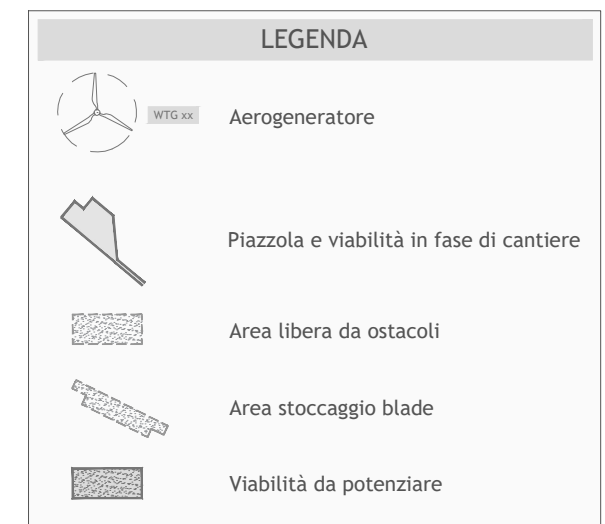 LEGENDA
WTG xx
Aerogeneratore
Piazzola e viabilità in fase di cantiere
Area libera da ostacoli
Area stoccaggio blade
Viabilità da potenziare